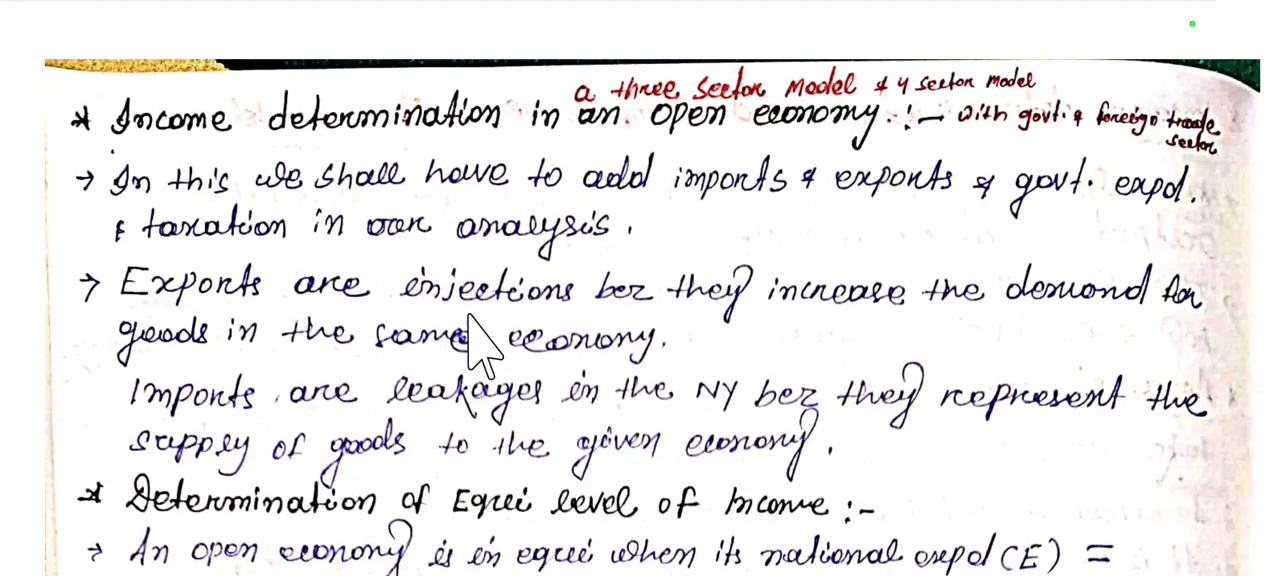 a three sector model & 4 sector model
* Income determination in an open economy :- with govt. & foreign trade sector
→ In this we shall have to add imports & exports & govt. expd.
& taxation in our analysis.
→ Exports are injections bcz they increase the demand for
goods in the same economy.
Imports are leakages in the NY bcz they represent the
supply of goods to the given economy.
* Determination of Equi level of Income :-
→ An open economy is in equi when its national expd (E) =